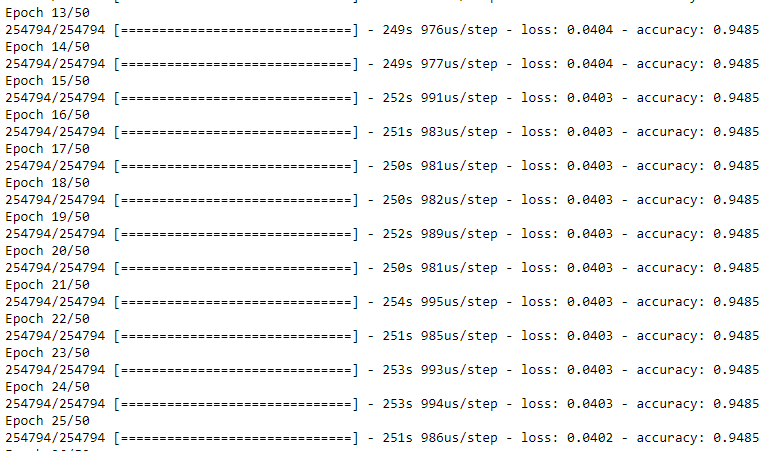 Epoch 13/50
254794/254794 [==============================] - 249s 976us/step - loss: 0.0404 - accuracy: 0.9485
Epoch 14/50
254794/254794 [==============================] - 249s 977us/step - loss: 0.0404 - accuracy: 0.9485
Epoch 15/50
254794/254794 [==============================] - 252s 991us/step - loss: 0.0403 - accuracy: 0.9485
Epoch 16/50
254794/254794 [==============================] - 251s 983us/step - loss: 0.0403 - accuracy: 0.9485
Epoch 17/50
254794/254794 [==============================] - 250s 981us/step - loss: 0.0403 - accuracy: 0.9485
Epoch 18/50
254794/254794 [==============================] - 250s 982us/step - loss: 0.0403 - accuracy: 0.9485
Epoch 19/50
254794/254794 [==============================] - 252s 989us/step - loss: 0.0403 - accuracy: 0.9485
Epoch 20/50
254794/254794 [==============================] - 250s 981us/step - loss: 0.0403 - accuracy: 0.9485
Epoch 21/50
254794/254794 [==============================] - 254s 995us/step - loss: 0.0403 - accuracy: 0.9485
Epoch 22/50
254794/254794 [==============================] - 251s 985us/step - loss: 0.0403 - accuracy: 0.9485
Epoch 23/50
254794/254794 [==============================] - 253s 993us/step - loss: 0.0403 - accuracy: 0.9485
Epoch 24/50
254794/254794 [==============================] - 253s 994us/step - loss: 0.0403 - accuracy: 0.9485
Epoch 25/50
254794/254794 [==============================] - 251s 986us/step - loss: 0.0402 - accuracy: 0.9485